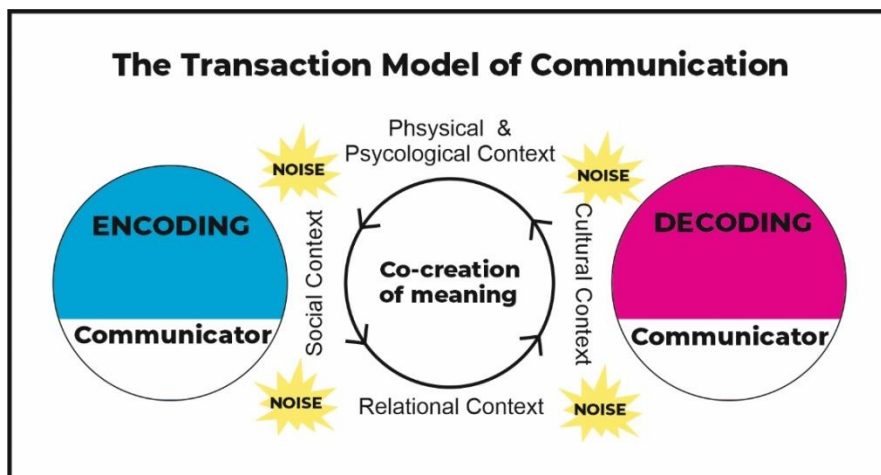 The Transaction Model of Communication
Phsysical &
Psycological Context
NOISE
NOISE
ENCODING
Communicator
Social Context
Co-creation
of meaning
Cultural Context
DECODING
Communicator
NOISE
Relational Context
NOISE